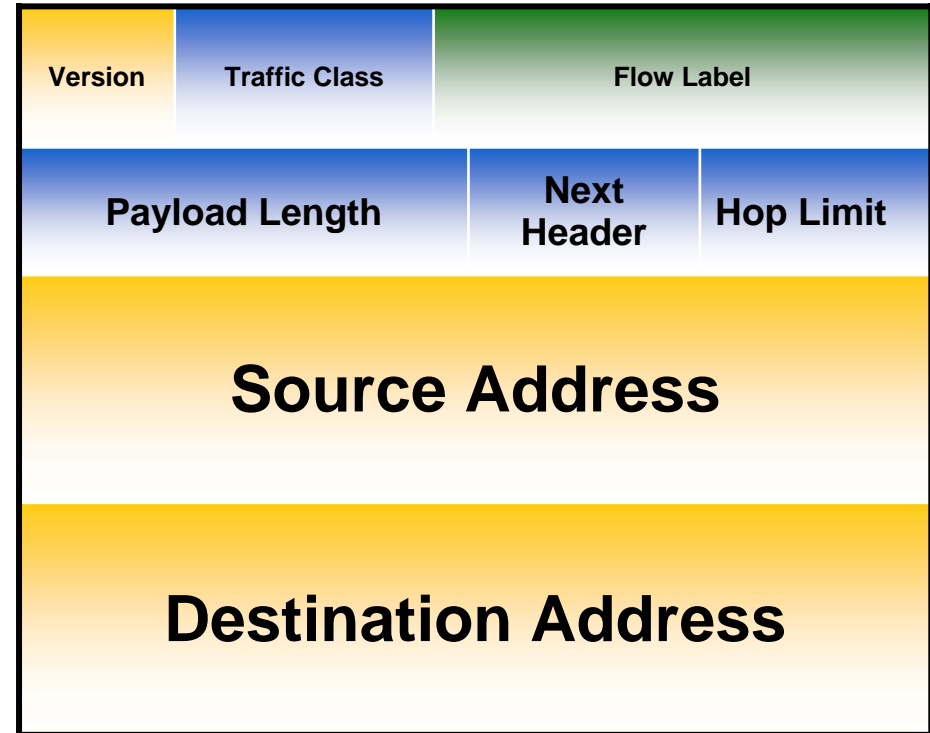 Version
Traffic Class
Flow Label
Payload Length
Next
Header
Hop Limit
Source Address
Destination Address